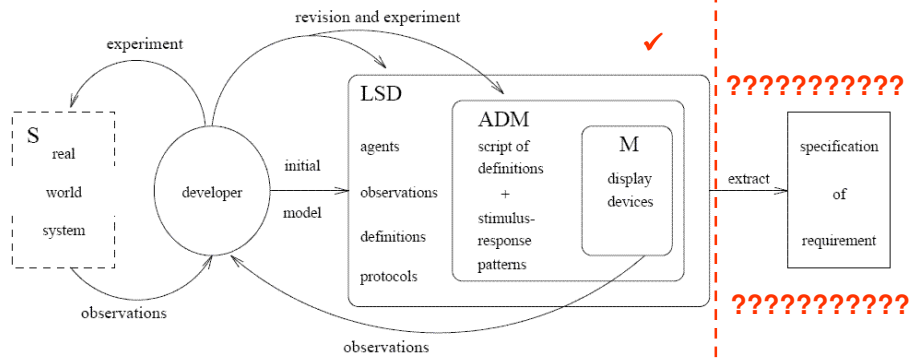 revision and experiment
experiment
✓
???????????
S
real
world
system
developer
initial
model
LSD
agents
observations
definitions
protocols
ADM
script of
definitions
+
stimulus-
response
patterns
M
display
devices
extract
specification
of
requirement
observations
observations
???????????